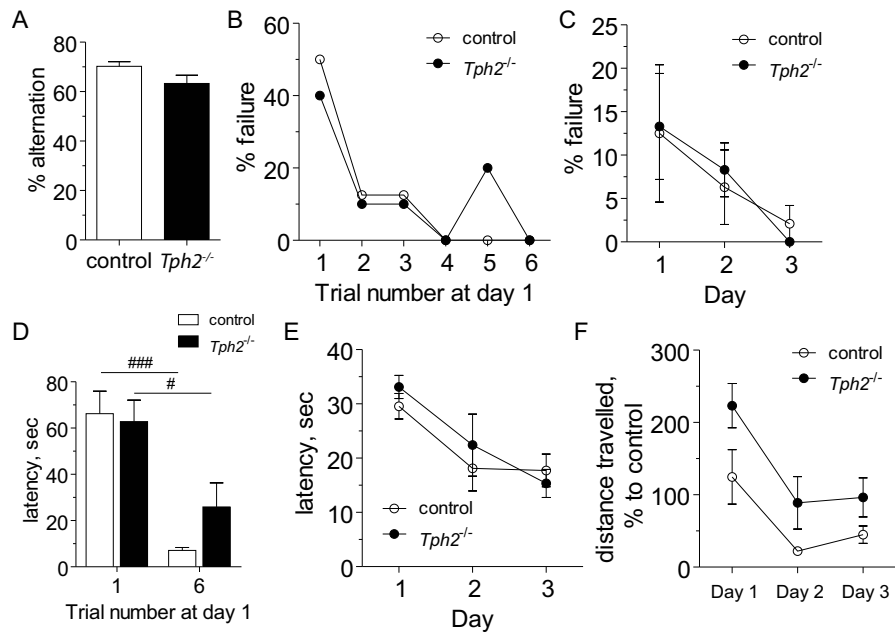 A
% alternation
80
60
40
20
0
control Tph2-/-
B
% failure
60
40
20
0
control
Tph2-/-
1 2 3 4 5 6
Trial number at day 1
C
% failure
25
20
15
10
5
0
control
Tph2-/-
1 2 3
Day
D
control
Tph2-/-
latency, sec
80
60
40
20
0
###
#
1 6
Trial number at day 1
E
latency, sec
40
30
20
10
0
control
Tph2-/-
1 2 3
Day
F
distance travelled,
% to control
300
200
100
0
control
Tph2-/-
Day 1 Day 2 Day 3